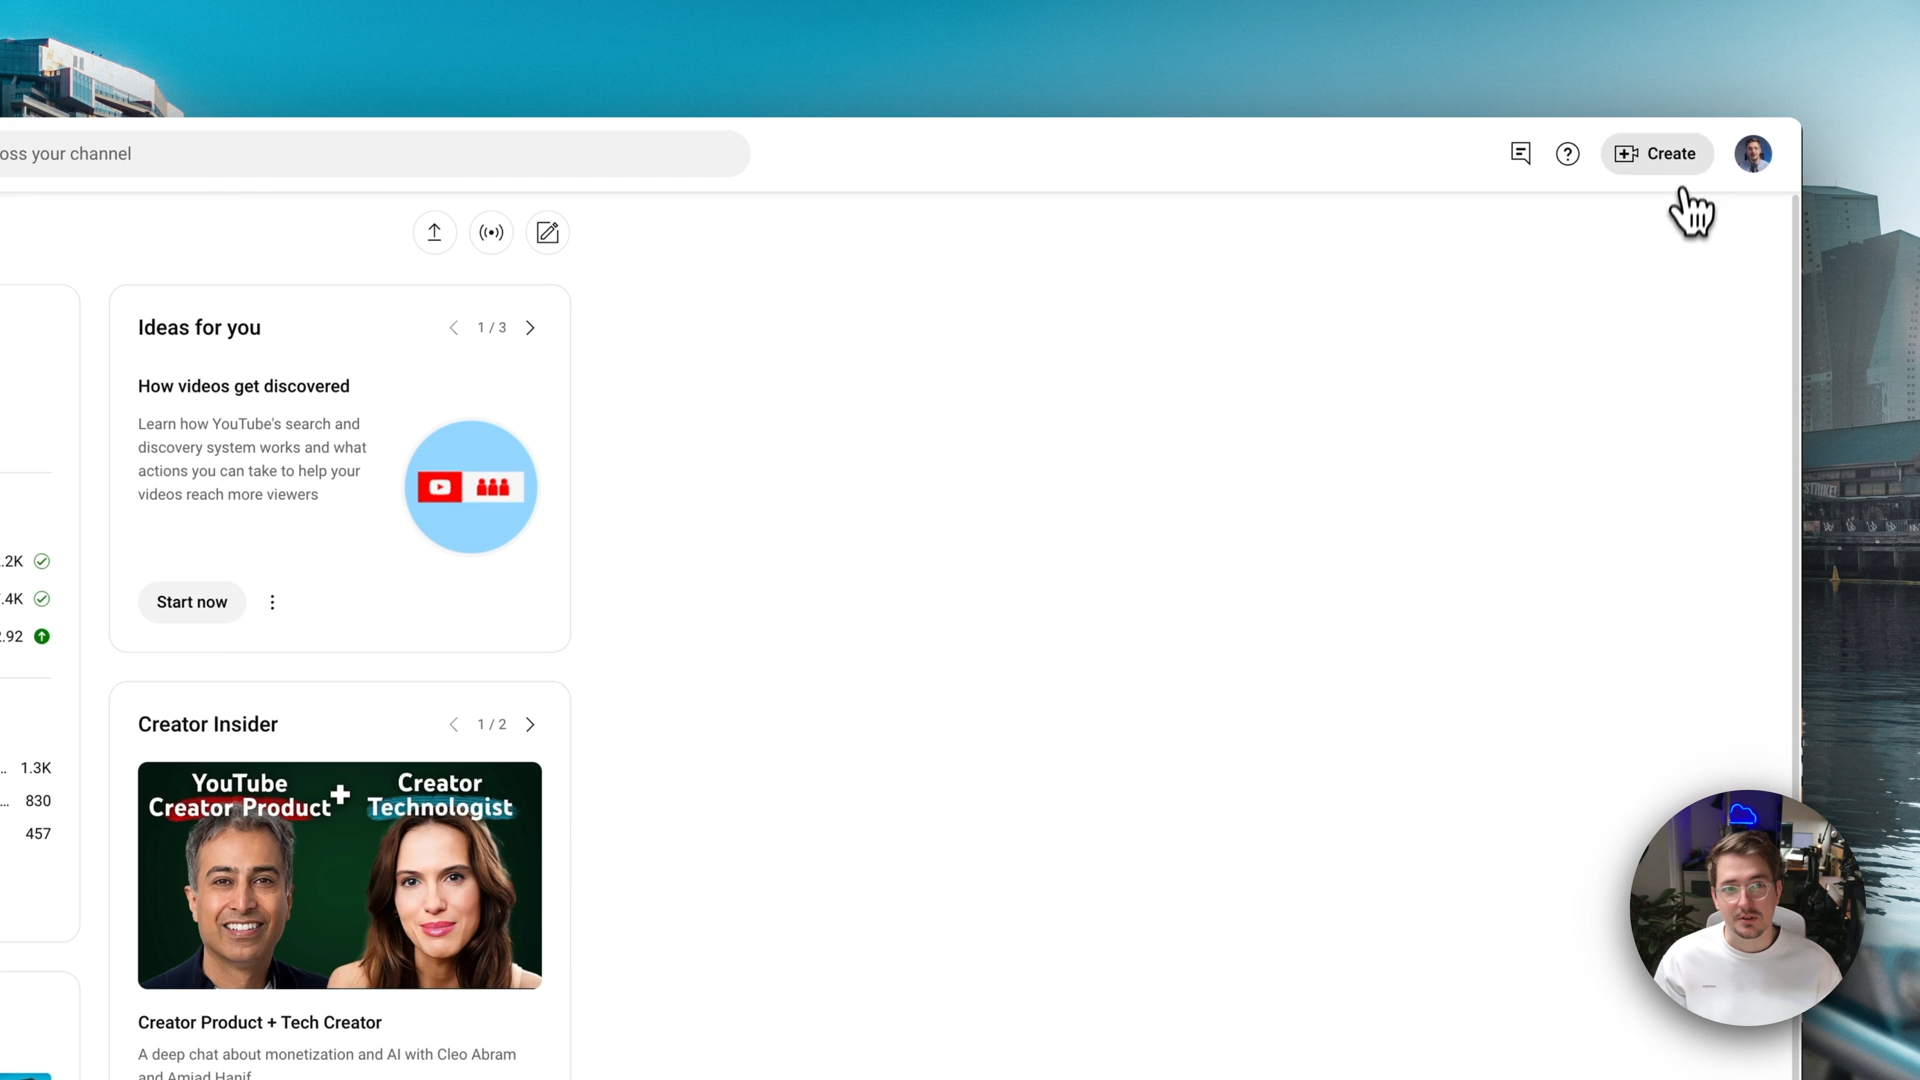 oss your channel
Create
Ideas for you
1 / 3
How videos get discovered
Learn how YouTube's search and
discovery system works and what
actions you can take to help your
videos reach more viewers
Start now
.2K
.4K
.92
1.3K
830
457
Creator Insider
1 / 2
YouTube
Creator Product
+
Creator
Technologist
Creator Product + Tech Creator
A deep chat about monetization and AI with Cleo Abram
and Amjad Hanif
STRIKE!